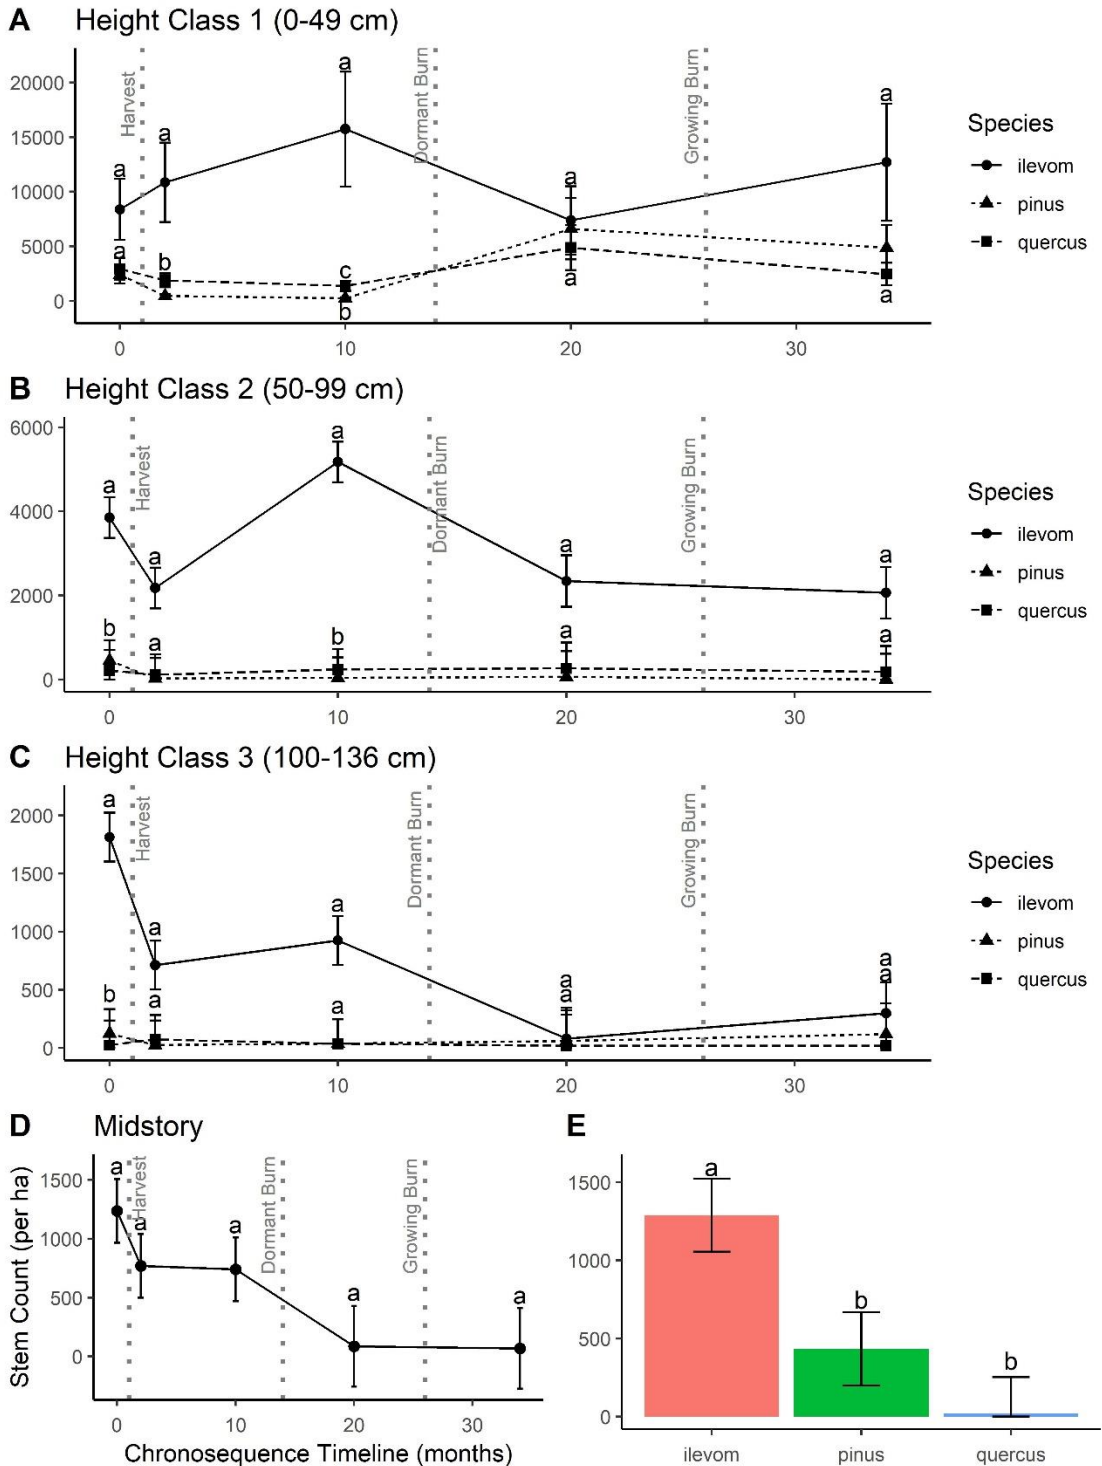 A Height Class 1 (0-49 cm)
20000
15000
10000
5000
0
Harvest
Dormant Burn
Growing Burn
a
a
a
a
a
a
b
c
b
a
a
0
10
20
30
Species
ilevom
pinus
quercus
B Height Class 2 (50-99 cm)
6000
4000
2000
0
Harvest
Dormant Burn
Growing Burn
a
a
a
a
a
b
a
b
a
a
0
10
20
30
Species
ilevom
pinus
quercus
C Height Class 3 (100-136 cm)
2000
1500
1000
500
0
Harvest
Dormant Burn
Growing Burn
a
a
a
a
a
b
a
a
a
a
0
10
20
30
Species
ilevom
pinus
quercus
D Midstory
Stem Count (per ha)
1500
1000
500
0
Harvest
Dormant Burn
Growing Burn
a
a
a
a
a
0
10
20
30
Chronosequence Timeline (months)
E
1500
1000
500
0
a
b
b
ilevom
pinus
quercus